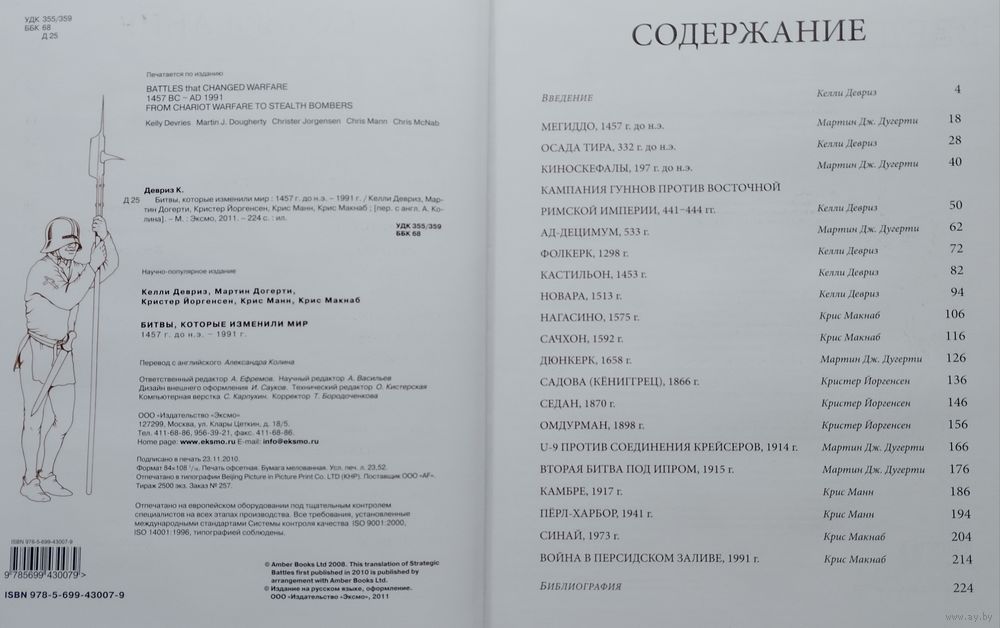 УДК 355/359
ББК 68
Д 25
Печатается по изданию
BATTLES that CHANGED WARFARE
1457 BC – AD 1991
FROM CHARIOT WARFARE TO STEALTH BOMBERS
Kelly Devries Martin J. Dougherty Christer Jorgensen Chris Mann Chris McNab
Девриз К.
Д 25 Битвы, которые изменили мир : 1457 г. до н.э. – 1991 г. / Келли Девриз, Мар-
тин Догерти, Кристер Йоргенсен, Крис Манн, Крис Макнаб ; [пер. с англ. А. Ко-
лина]. – М. : Эксмо, 2011. – 224 с. : ил.
УДК 355/359
ББК 68
Научно-популярное издание
Келли Девриз, Мартин Догерти,
Кристер Йоргенсен, Крис Манн, Крис Макнаб
БИТВЫ, КОТОРЫЕ ИЗМЕНИЛИ МИР
1457 г. до н.э. – 1991 г.
Перевод с английского Александра Колина
Ответственный редактор А. Ефремов. Научный редактор А. Васильев
Дизайн внешнего оформления И. Сауков. Технический редактор О. Кистерская
Компьютерная верстка С. Карпухин. Корректор Т. Бородоченкова
ООО «Издательство «Эксмо»
127299, Москва, ул. Клары Цеткин, д. 18/5.
Тел. 411-68-86, 956-39-21, факс. 411-68-86.
Home page: www.eksmo.ru E-mail: info@eksmo.ru
Подписано в печать 23.11.2010.
Формат 84×108 1/16. Печать офсетная. Бумага мелованная. Усл. печ. л. 23,52.
Отпечатано в типографии Beijing Picture in Picture Print Co. LTD (КНР). Поставщик ООО «AF».
Тираж 2500 экз. Заказ № 257.
Отпечатано на европейском оборудовании под тщательным контролем
специалистов на всех этапах производства. Все требования, установленные
международными стандартами Системы контроля качества ISO 9001:2000,
ISO 14001:1996, типографией соблюдены.
ISBN 978-5-699-43007-9
9 785699 430079 >
ISBN 978-5-699-43007-9
© Amber Books Ltd 2008. This translation of Strategic
Battles first published in 2010 is published by
arrangement with Amber Books Ltd.
© Издание на русском языке, оформление.
ООО «Издательство «Эксмо», 2011
СОДЕРЖАНИЕ
ВВЕДЕНИЕ Келли Девриз 4
МЕГИДДО, 1457 г. до н.э. Мартин Дж. Дугерти 18
ОСАДА ТИРА, 332 г. до н.э. Келли Девриз 28
КИНОСКЕФАЛЫ, 197 г. до н.э. Мартин Дж. Дугерти 40
КАМПАНИЯ ГУННОВ ПРОТИВ ВОСТОЧНОЙ
РИМСКОЙ ИМПЕРИИ, 441–444 гг. Келли Девриз 50
АД-ДЕЦИМУМ, 533 г. Мартин Дж. Дугерти 62
ФОЛКЕРК, 1298 г. Келли Девриз 72
КАСТИЛЬОН, 1453 г. Келли Девриз 82
НОВАРА, 1513 г. Келли Девриз 94
НАГАСИНО, 1575 г. Крис Макнаб 106
САЧХОН, 1592 г. Крис Макнаб 116
ДЮНКЕРК, 1658 г. Мартин Дж. Дугерти 126
САДОВА (КЁНИГГРЕЦ), 1866 г. Кристер Йоргенсен 136
СЕДАН, 1870 г. Кристер Йоргенсен 146
ОМДУРМАН, 1898 г. Кристер Йоргенсен 156
U-9 ПРОТИВ СОЕДИНЕНИЯ КРЕЙСЕРОВ, 1914 г. Мартин Дж. Дугерти 166
ВТОРАЯ БИТВА ПОД ИПРОМ, 1915 г. Мартин Дж. Дугерти 176
КАМБРЕ, 1917 г. Крис Манн 186
ПЁРЛ-ХАРБОР, 1941 г. Крис Манн 194
СИНАЙ, 1973 г. Крис Макнаб 204
ВОЙНА В ПЕРСИДСКОМ ЗАЛИВЕ, 1991 г. Крис Макнаб 214
БИБЛИОГРАФИЯ 224
www.ay.by